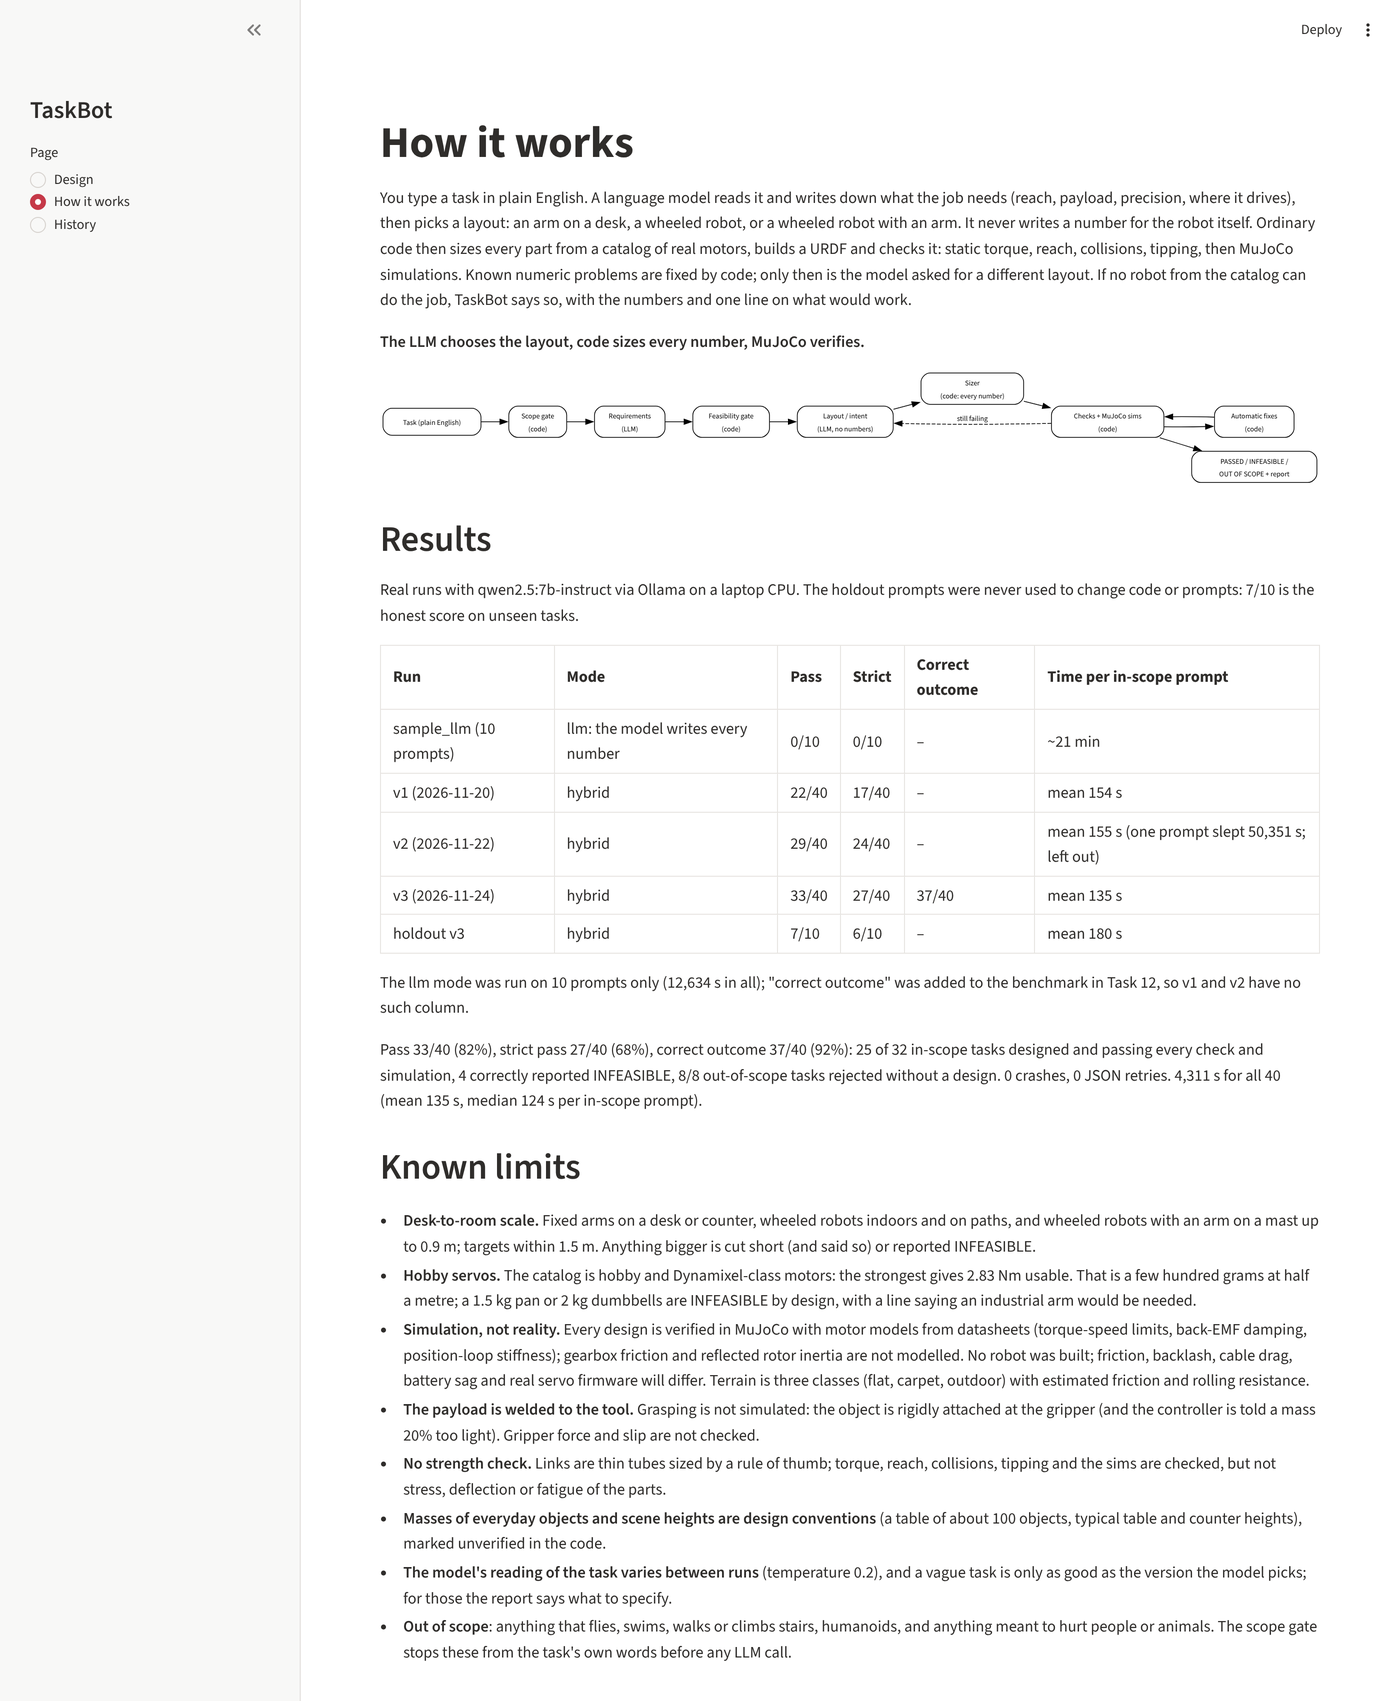 Deploy
TaskBot
Page
Design
How it works
History
How it works
You type a task in plain English. A language model reads it and writes down what the job needs (reach, payload, precision, where it drives),
then picks a layout: an arm on a desk, a wheeled robot, or a wheeled robot with an arm. It never writes a number for the robot itself. Ordinary
code then sizes every part from a catalog of real motors, builds a URDF and checks it: static torque, reach, collisions, tipping, then MuJoCo
simulations. Known numeric problems are fixed by code; only then is the model asked for a different layout. If no robot from the catalog can
do the job, TaskBot says so, with the numbers and one line on what would work.
The LLM chooses the layout, code sizes every number, MuJoCo verifies.
Task (plain English)
Scope gate
(code)
Requirements
(LLM)
Feasibility gate
(code)
Layout / intent
(LLM, no numbers)
Sizer
(code: every number)
still failing
Checks + MuJoCo sims
(code)
Automatic fixes
(code)
PASSED / INFEASIBLE /
OUT OF SCOPE + report
Results
Real runs with qwen2.5:7b-instruct via Ollama on a laptop CPU. The holdout prompts were never used to change code or prompts: 7/10 is the
honest score on unseen tasks.
Run Mode Pass Strict Correct outcome Time per in-scope prompt
sample_llm (10 prompts) llm: the model writes every number 0/10 0/10 – ~21 min
v1 (2026-11-20) hybrid 22/40 17/40 – mean 154 s
v2 (2026-11-22) hybrid 29/40 24/40 – mean 155 s (one prompt slept 50,351 s; left out)
v3 (2026-11-24) hybrid 33/40 27/40 37/40 mean 135 s
holdout v3 hybrid 7/10 6/10 – mean 180 s
The llm mode was run on 10 prompts only (12,634 s in all); "correct outcome" was added to the benchmark in Task 12, so v1 and v2 have no
such column.
Pass 33/40 (82%), strict pass 27/40 (68%), correct outcome 37/40 (92%): 25 of 32 in-scope tasks designed and passing every check and
simulation, 4 correctly reported INFEASIBLE, 8/8 out-of-scope tasks rejected without a design. 0 crashes, 0 JSON retries. 4,311 s for all 40
(mean 135 s, median 124 s per in-scope prompt).
Known limits
• Desk-to-room scale. Fixed arms on a desk or counter, wheeled robots indoors and on paths, and wheeled robots with an arm on a mast up
to 0.9 m; targets within 1.5 m. Anything bigger is cut short (and said so) or reported INFEASIBLE.
• Hobby servos. The catalog is hobby and Dynamixel-class motors: the strongest gives 2.83 Nm usable. That is a few hundred grams at half
a metre; a 1.5 kg pan or 2 kg dumbbells are INFEASIBLE by design, with a line saying an industrial arm would be needed.
• Simulation, not reality. Every design is verified in MuJoCo with motor models from datasheets (torque-speed limits, back-EMF damping,
position-loop stiffness); gearbox friction and reflected rotor inertia are not modelled. No robot was built; friction, backlash, cable drag,
battery sag and real servo firmware will differ. Terrain is three classes (flat, carpet, outdoor) with estimated friction and rolling resistance.
• The payload is welded to the tool. Grasping is not simulated: the object is rigidly attached at the gripper (and the controller is told a mass
20% too light). Gripper force and slip are not checked.
• No strength check. Links are thin tubes sized by a rule of thumb; torque, reach, collisions, tipping and the sims are checked, but not
stress, deflection or fatigue of the parts.
• Masses of everyday objects and scene heights are design conventions (a table of about 100 objects, typical table and counter heights),
marked unverified in the code.
• The model's reading of the task varies between runs (temperature 0.2), and a vague task is only as good as the version the model picks;
for those the report says what to specify.
• Out of scope: anything that flies, swims, walks or climbs stairs, humanoids, and anything meant to hurt people or animals. The scope gate
stops these from the task's own words before any LLM call.